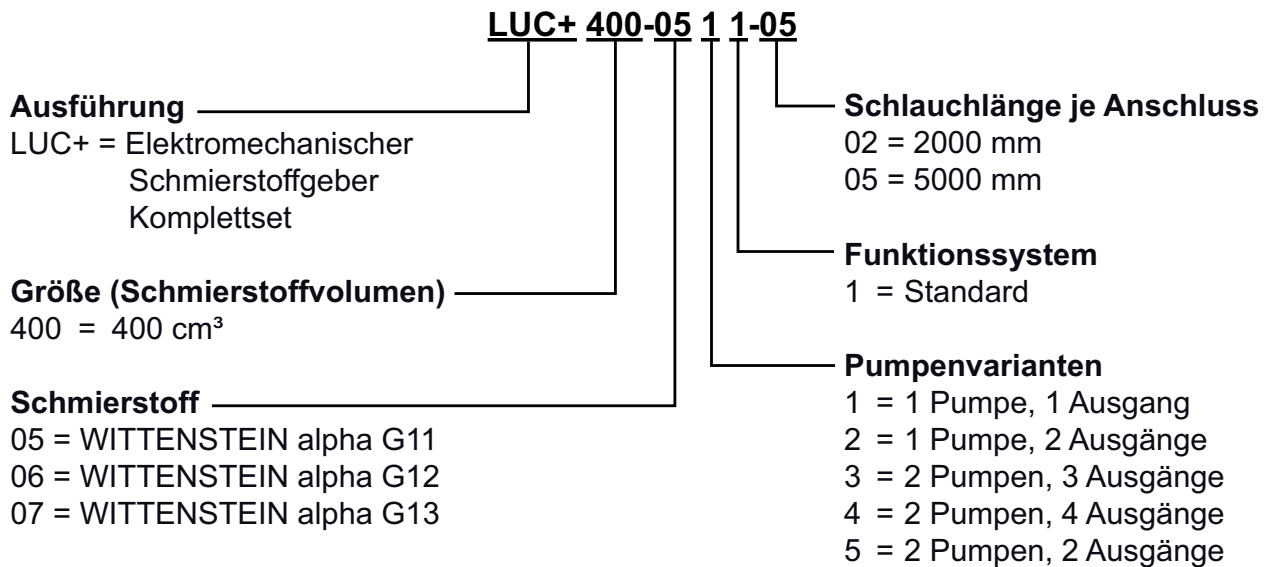 LUC+ 400-05 1 1-05
Ausführung
LUC+ = Elektromechanischer
Schmierstoffgeber
Komplettset
Größe (Schmierstoffvolumen)
400 = 400 cm³
Schmierstoff
05 = WITTENSTEIN alpha G11
06 = WITTENSTEIN alpha G12
07 = WITTENSTEIN alpha G13
Schlauchlänge je Anschluss
02 = 2000 mm
05 = 5000 mm
Funktionssystem
1 = Standard
Pumpenvarianten
1 = 1 Pumpe, 1 Ausgang
2 = 1 Pumpe, 2 Ausgänge
3 = 2 Pumpen, 3 Ausgänge
4 = 2 Pumpen, 4 Ausgänge
5 = 2 Pumpen, 2 Ausgänge